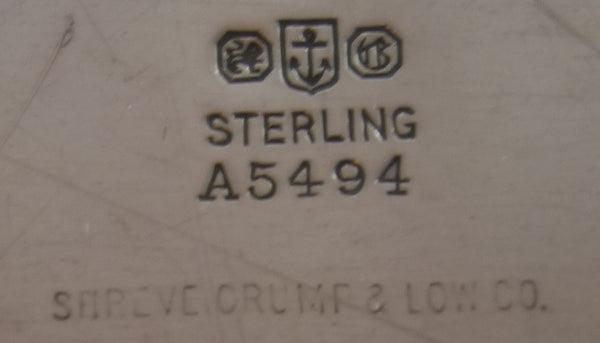 STERLING
A5494
SHREVE, CRUMP & LOW CO.